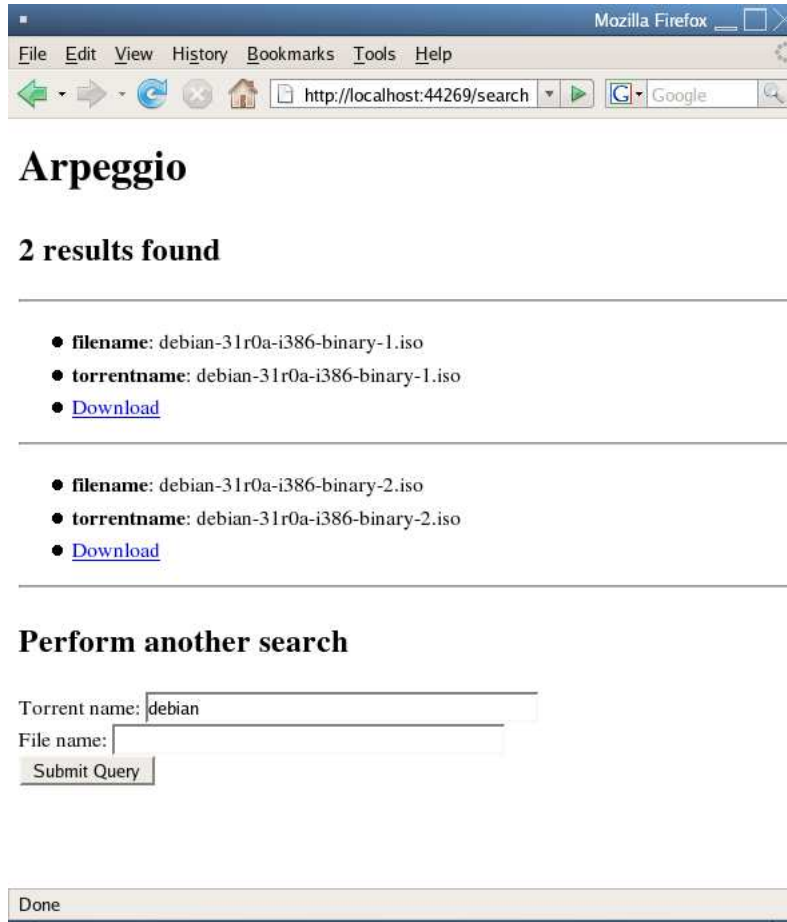 Mozilla Firefox
File Edit View History Bookmarks Tools Help
http://localhost:44269/search G Google
Arpeggio
2 results found
filename: debian-31r0a-i386-binary-1.iso
torrentname: debian-31r0a-i386-binary-1.iso
Download
filename: debian-31r0a-i386-binary-2.iso
torrentname: debian-31r0a-i386-binary-2.iso
Download
Perform another search
Torrent name: debian
File name:
Submit Query
Done